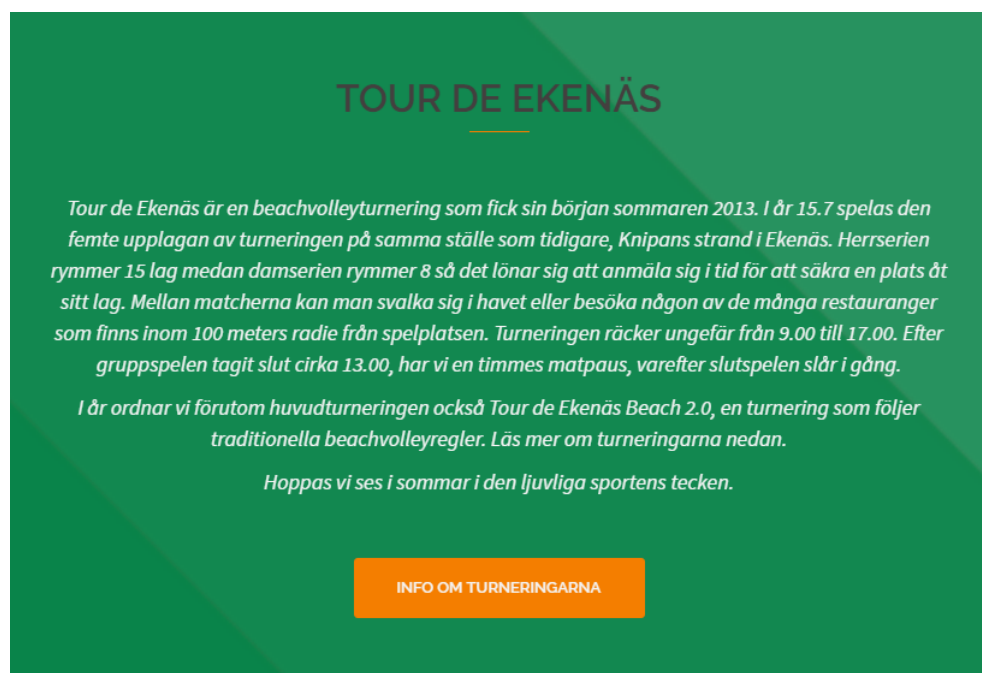 TOUR DE EKENÄS
Tour de Ekenäs är en beachvolleyturnering som fick sin början sommaren 2013. I år 15.7 spelas den
femte upplagan av turneringen på samma ställe som tidigare, Knipans strand i Ekenäs. Herrserien
rymmer 15 lag medan damserien rymmer 8 så det lönar sig att anmäla sig i tid för att säkra en plats åt
sitt lag. Mellan matcherna kan man svalka sig i havet eller besöka någon av de många restauranger
som finns inom 100 meters radie från spelplatsen. Turneringen räcker ungefär från 9.00 till 17.00. Efter
gruppspelen tagit slut cirka 13.00, har vi en timmes matpaus, varefter slutspelen slår i gång.
I år ordnar vi förutom huvudturneringen också Tour de Ekenäs Beach 2.0, en turnering som följer
traditionella beachvolleyregler. Läs mer om turneringarna nedan.
Hoppas vi ses i sommar i den ljuvliga sportens tecken.
INFO OM TURNERINGARNA